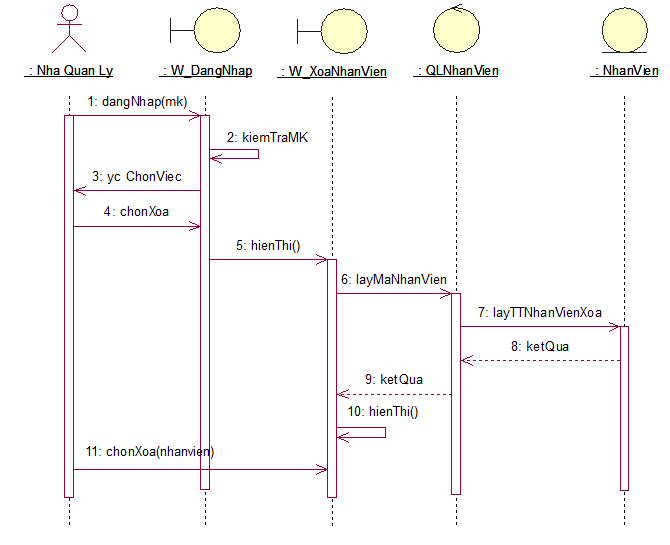 : Nha Quan Ly
: W_DangNhap
: W_XoaNhanVien
: QLNhanVien
: NhanVien
1: dangNhap(mk)
2: kiemTraMK
3: yc ChonViec
4: chonXoa
5: hienThi()
6: layMaNhanVien
7: layTTNhanVienXoa
8: ketQua
9: ketQua
10: hienThi()
11: chonXoa(nhanvien)